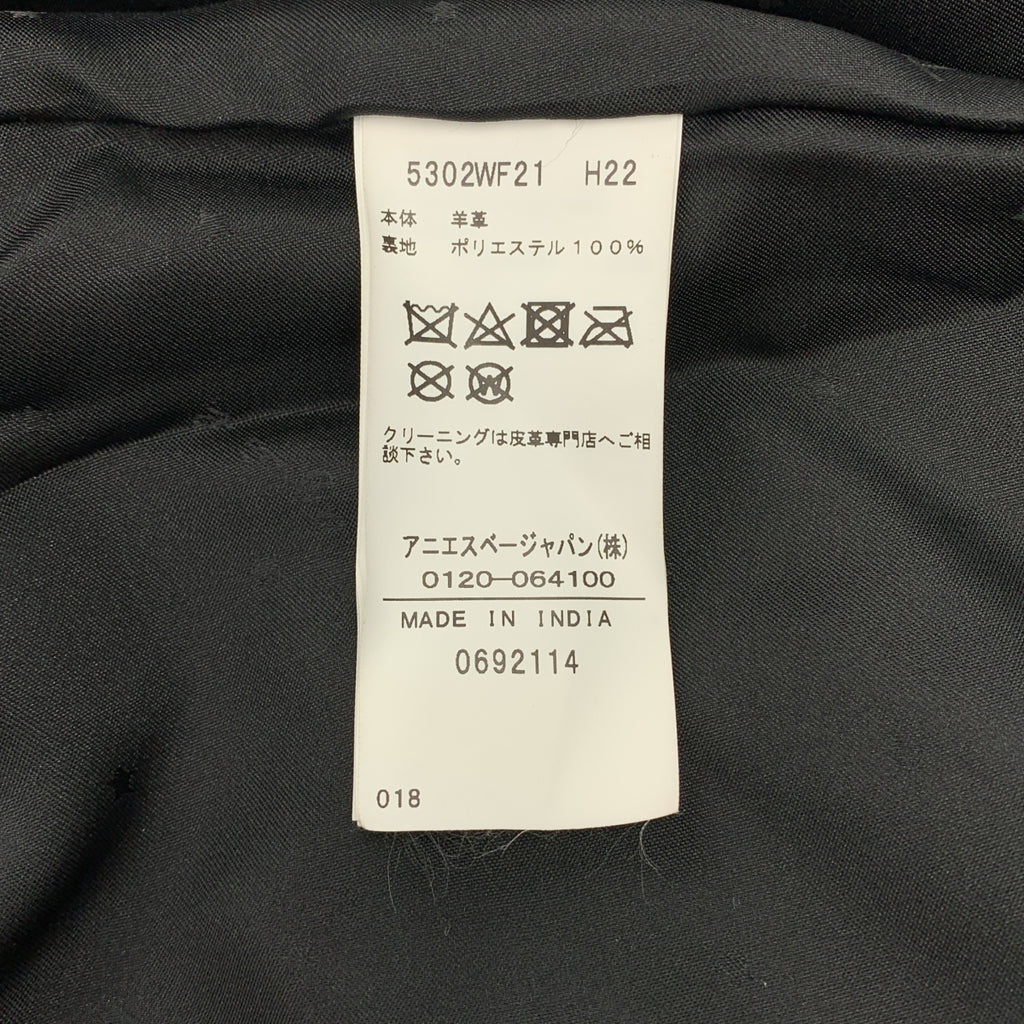 5302WF21 H22
本体 羊革
裏地 ポリエステル100%
W
クリーニングは皮革専門店へご相
談下さい。
アニエスベージャパン(株)
0120-064100
MADE IN INDIA
0692114
018